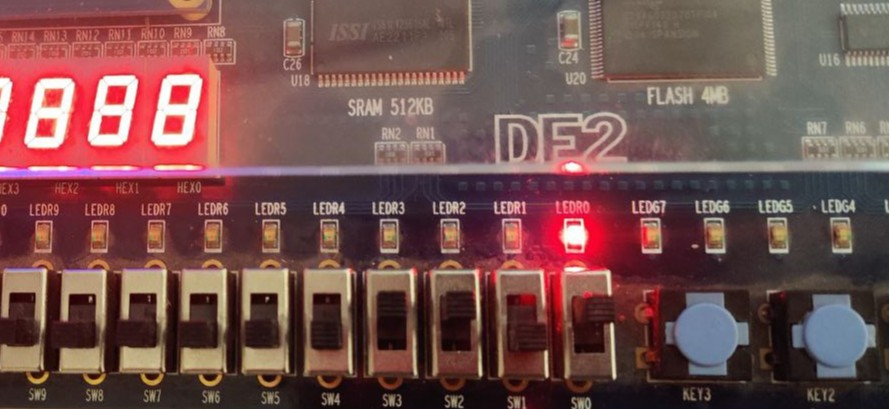 RN14 RN13 RN12 RN11 RN10 RN9 RN8
ISSI
C26
U18
C24
U20
U16
SRAM 512KB
FLASH 4MB
RN2 RN1
DE2
RN7 RN6
8888
HEX3 HEX2 HEX1 HEX0
LEDR9 LEDR8 LEDR7 LEDR6 LEDR5 LEDR4 LEDR3 LEDR2 LEDR1 LEDR0 LEDG7 LEDG6 LEDG5 LEDG4
SW9 SW8 SW7 SW6 SW5 SW4 SW3 SW2 SW1 SW0 KEY3 KEY2